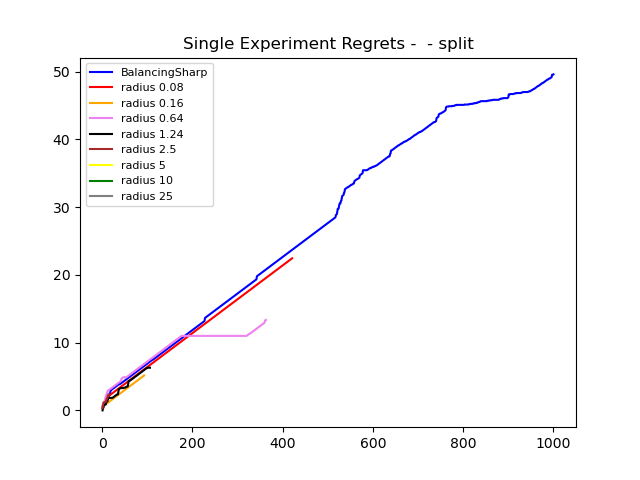 Single Experiment Regrets -  - split
50
40
30
20
10
0
BalancingSharp
radius 0.08
radius 0.16
radius 0.64
radius 1.24
radius 2.5
radius 5
radius 10
radius 25
0 200 400 600 800 1000